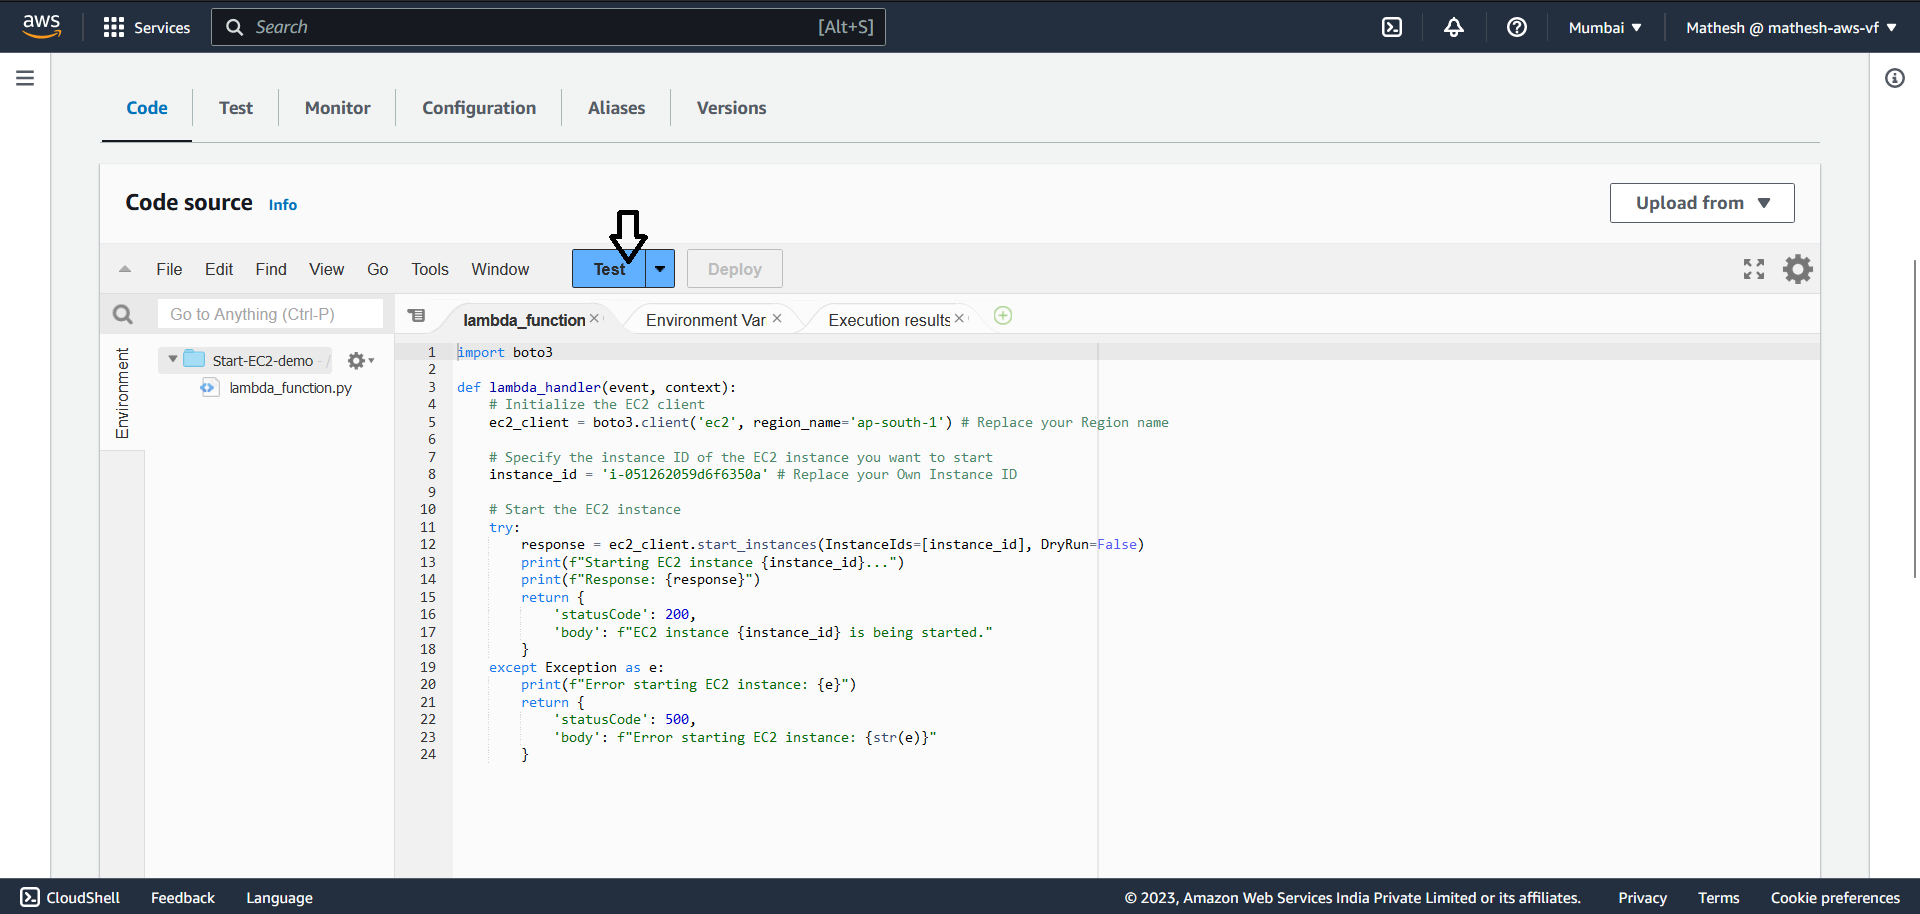 aws Services Search [Alt+S] Mumbai Mathesh @ mathesh-aws-vf
Code Test Monitor Configuration Aliases Versions
Code source Info Upload from
File Edit Find View Go Tools Window Test Deploy
Go to Anything (Ctrl-P) lambda_function Environment Var Execution results
Environment
Start-EC2-demo - /
lambda_function.py
1 import boto3
2
3 def lambda_handler(event, context):
4     # Initialize the EC2 client
5     ec2_client = boto3.client('ec2', region_name='ap-south-1') # Replace your Region name
6
7     # Specify the instance ID of the EC2 instance you want to start
8     instance_id = 'i-051262059d6f6350a' # Replace your Own Instance ID
9
10     # Start the EC2 instance
11     try:
12         response = ec2_client.start_instances(InstanceIds=[instance_id], DryRun=False)
13         print(f"Starting EC2 instance {instance_id}...")
14         print(f"Response: {response}")
15         return {
16             'statusCode': 200,
17             'body': f"EC2 instance {instance_id} is being started."
18         }
19     except Exception as e:
20         print(f"Error starting EC2 instance: {e}")
21         return {
22             'statusCode': 500,
23             'body': f"Error starting EC2 instance: {str(e)}"
24         }
CloudShell Feedback Language © 2023, Amazon Web Services India Private Limited or its affiliates. Privacy Terms Cookie preferences